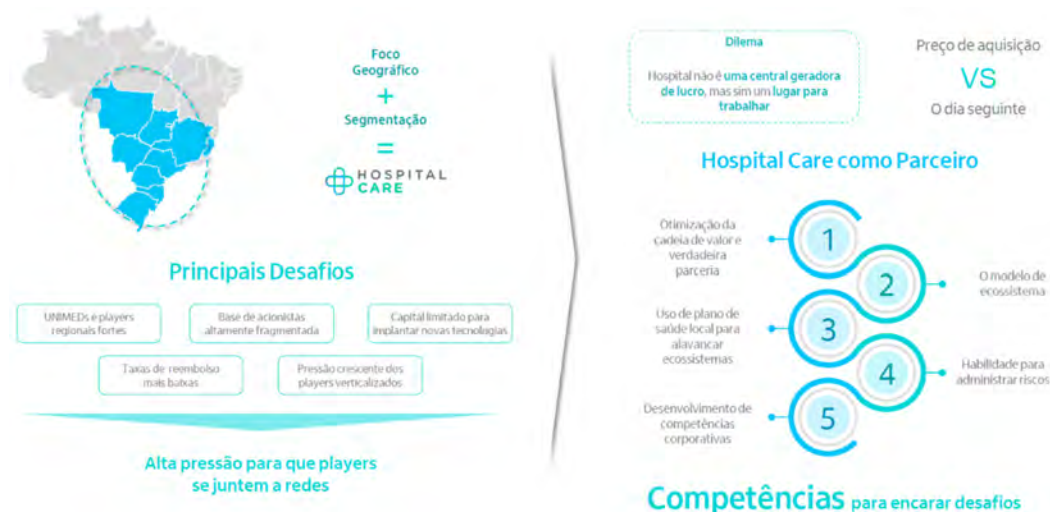 Foco
Geográfico
+
Segmentação
=
HOSPITAL
CARE
Principais Desafios
UNIMEDs e players
regionais fortes
Base de acionistas
altamente fragmentada
Capital limitado para
implantar novas tecnologias
Taxas de reembolso
mais baixas
Pressão crescente dos
players verticalizados
Alta pressão para que players
se juntem a redes
Dilema
Hospital não é uma central geradora
de lucro, mas sim um lugar para
trabalhar
Preço de aquisição
VS
O dia seguinte
Hospital Care como Parceiro
1
Otimização da
cadeia de valor e
verdadeira
parceria
2
O modelo de
ecossistema
3
Uso de plano de
saúde local para
alavancar
ecossistemas
4
Habilidade para
administrar riscos
5
Desenvolvimento de
competências
corporativas
Competências para encarar desafios